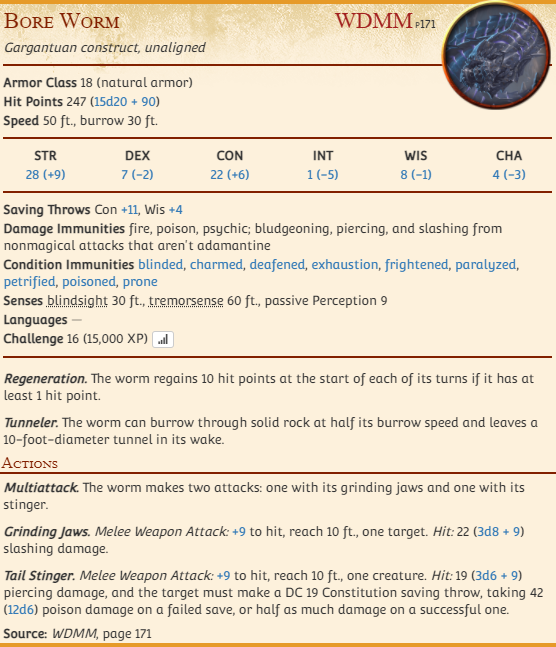 Bore Worm WDMM P171
Gargantuan construct, unaligned
Armor Class 18 (natural armor)
Hit Points 247 (15d20 + 90)
Speed 50 ft., burrow 30 ft.
STR DEX CON INT WIS CHA
28 (+9) 7 (−2) 22 (+6) 1 (−5) 8 (−1) 4 (−3)
Saving Throws Con +11, Wis +4
Damage Immunities fire, poison, psychic; bludgeoning, piercing, and slashing from
nonmagical attacks that aren't adamantine
Condition Immunities blinded, charmed, deafened, exhaustion, frightened, paralyzed,
petrified, poisoned, prone
Senses blindsight 30 ft., tremorsense 60 ft., passive Perception 9
Languages —
Challenge 16 (15,000 XP)
Regeneration. The worm regains 10 hit points at the start of each of its turns if it has at
least 1 hit point.
Tunneler. The worm can burrow through solid rock at half its burrow speed and leaves a
10-foot-diameter tunnel in its wake.
Actions
Multiattack. The worm makes two attacks: one with its grinding jaws and one with its
stinger.
Grinding Jaws. Melee Weapon Attack: +9 to hit, reach 10 ft., one target. Hit: 22 (3d8 + 9)
slashing damage.
Tail Stinger. Melee Weapon Attack: +9 to hit, reach 10 ft., one creature. Hit: 19 (3d6 + 9)
piercing damage, and the target must make a DC 19 Constitution saving throw, taking 42
(12d6) poison damage on a failed save, or half as much damage on a successful one.
Source: WDMM, page 171